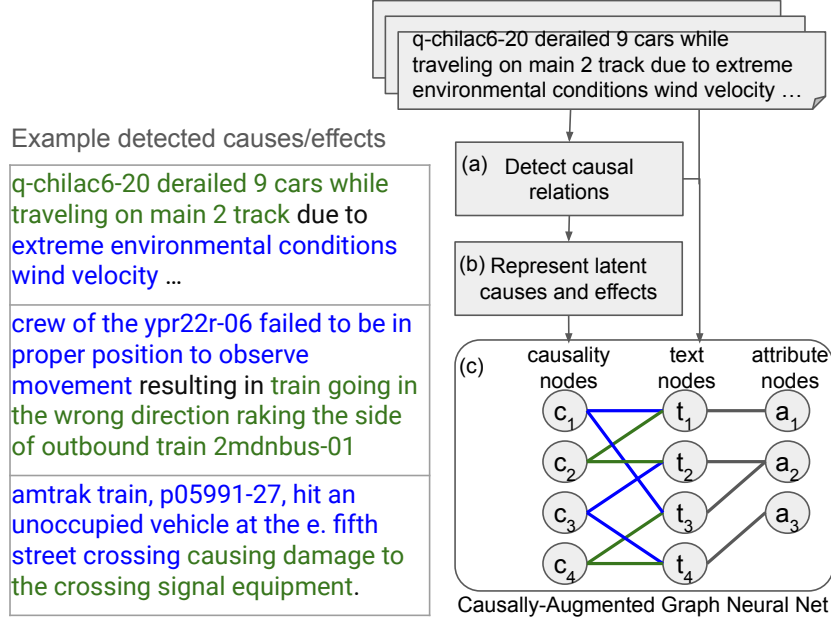 q-chilac6-20 derailed 9 cars while
traveling on main 2 track due to extreme
environmental conditions wind velocity ...
Example detected causes/effects
q-chilac6-20 derailed 9 cars while
traveling on main 2 track due to
extreme environmental conditions
wind velocity ...
crew of the ypr22r-06 failed to be in
proper position to observe
movement resulting in train going in
the wrong direction raking the side
of outbound train 2mdnbus-01
amtrak train, p05991-27, hit an
unoccupied vehicle at the e. fifth
street crossing causing damage to
the crossing signal equipment.
(a) Detect causal
relations
(b) Represent latent
causes and effects
(c) causality text attribute
nodes nodes nodes
c1 t1 a1
c2 t2 a2
c3 t3 a3
c4 t4
Causally-Augmented Graph Neural Net